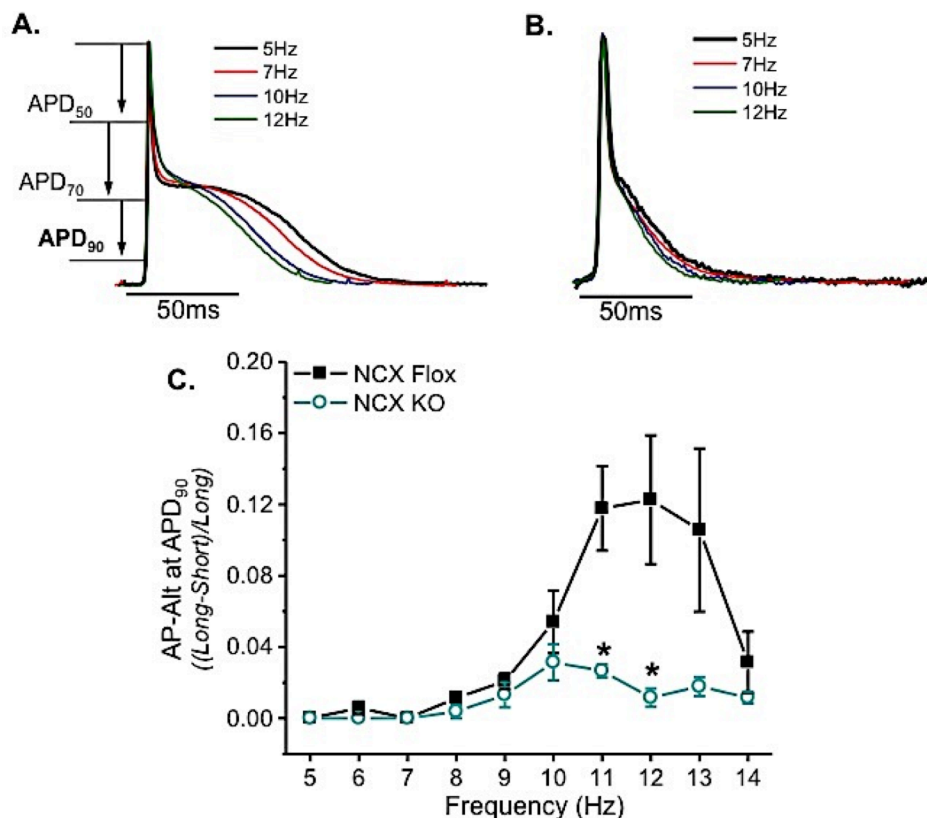 A.
5Hz
7Hz
10Hz
12Hz
APD50
APD70
APD90
50ms
B.
5Hz
7Hz
10Hz
12Hz
50ms
C.
NCX Flox
NCX KO
0.20
0.16
0.12
0.08
0.04
0.00
AP-Alt at APD90
((Long-Short)/Long)
*
*
5 6 7 8 9 10 11 12 13 14
Frequency (Hz)